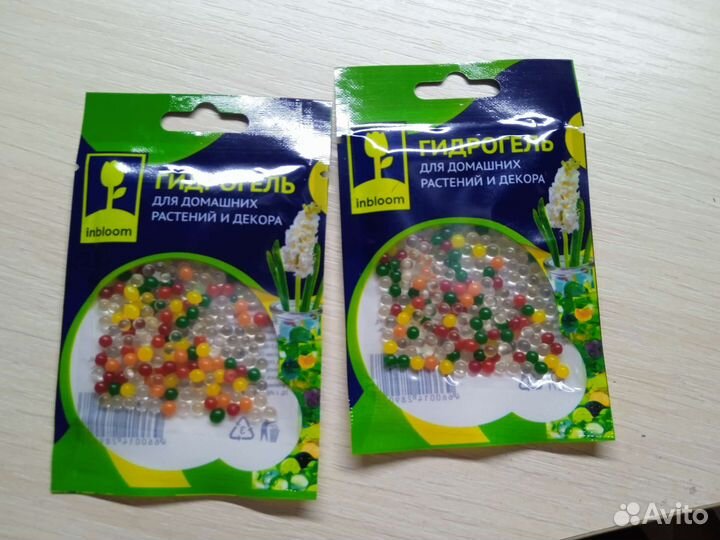 ГИДРОГЕЛЬ
ДЛЯ ДОМАШНИХ
РАСТЕНИЙ И ДЕКОРА
inbloom
ГИДРОГЕЛЬ
ДЛЯ ДОМАШНИХ
РАСТЕНИЙ И ДЕКОРА
inbloom
Avito